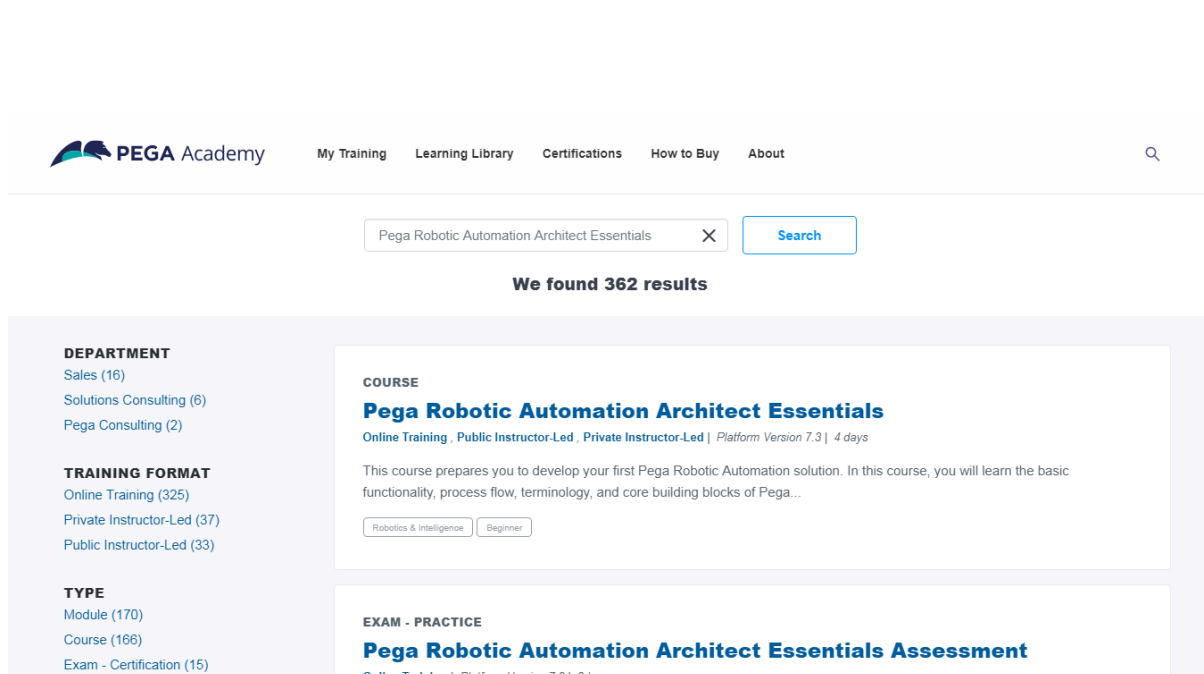 PEGA Academy
My Training Learning Library Certifications How to Buy About
Pega Robotic Automation Architect Essentials
Search
We found 362 results
DEPARTMENT
Sales (16)
Solutions Consulting (6)
Pega Consulting (2)
TRAINING FORMAT
Online Training (325)
Private Instructor-Led (37)
Public Instructor-Led (33)
TYPE
Module (170)
Course (166)
Exam - Certification (15)
COURSE
Pega Robotic Automation Architect Essentials
Online Training , Public Instructor-Led , Private Instructor-Led | Platform Version 7.3 | 4 days
This course prepares you to develop your first Pega Robotic Automation solution. In this course, you will learn the basic
functionality, process flow, terminology, and core building blocks of Pega...
Robotics & Intelligence Beginner
EXAM - PRACTICE
Pega Robotic Automation Architect Essentials Assessment